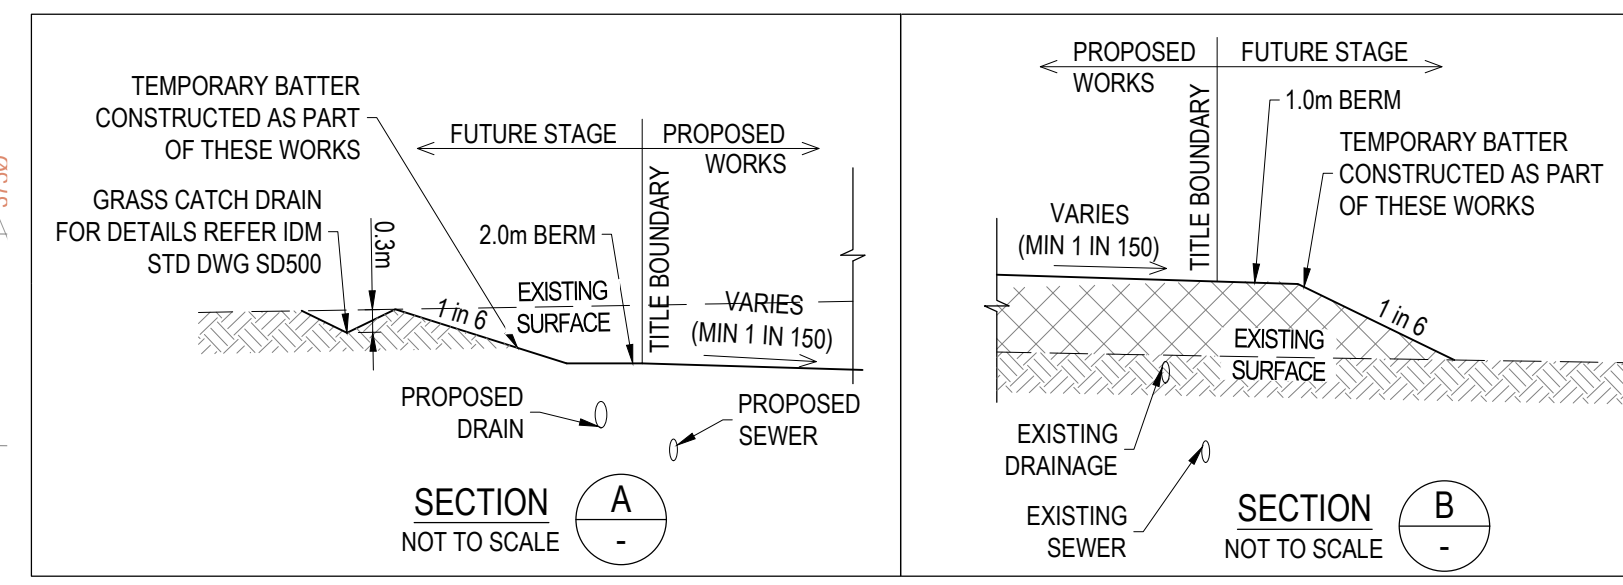 TEMPORARY BATTER
CONSTRUCTED AS PART
OF THESE WORKS
FUTURE STAGE
PROPOSED
WORKS
GRASS CATCH DRAIN
FOR DETAILS REFER IDM
STD DWG SD500
0.3m
2.0m BERM
TITLE BOUNDARY
1 in 6
EXISTING
SURFACE
VARIES
(MIN 1 IN 150)
PROPOSED
DRAIN
PROPOSED
SEWER
SECTION
NOT TO SCALE
A
-
PROPOSED
WORKS
FUTURE STAGE
1.0m BERM
TITLE BOUNDARY
TEMPORARY BATTER
CONSTRUCTED AS PART
OF THESE WORKS
VARIES
(MIN 1 IN 150)
1 in 6
EXISTING
SURFACE
EXISTING
DRAINAGE
EXISTING
SEWER
SECTION
NOT TO SCALE
B
-